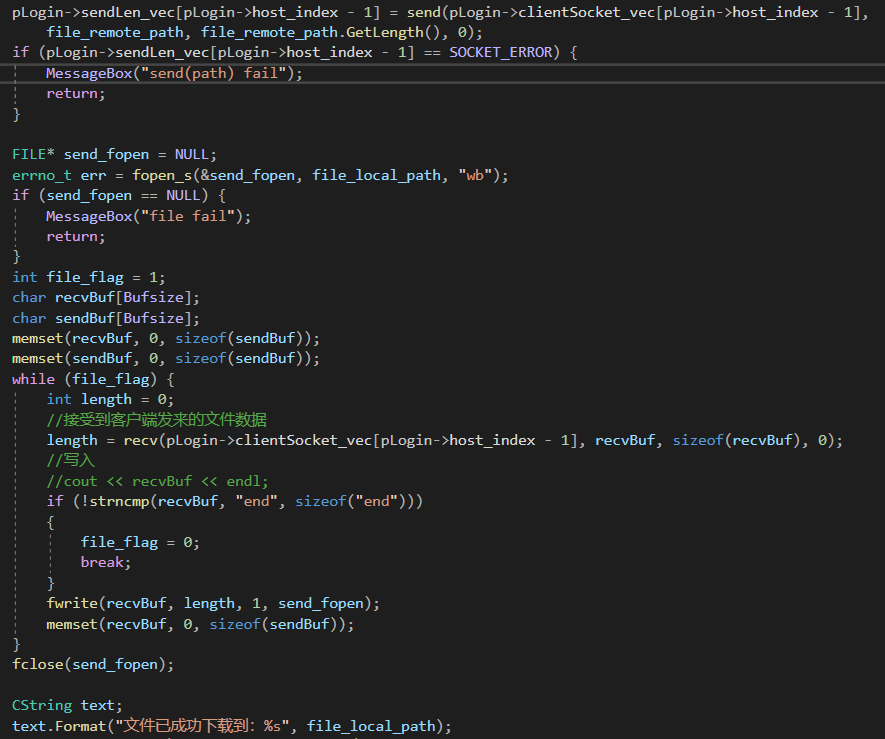 pLogin->sendLen_vec[pLogin->host_index - 1] = send(pLogin->clientSocket_vec[pLogin->host_index - 1],
file_remote_path, file_remote_path.GetLength(), 0);
if (pLogin->sendLen_vec[pLogin->host_index - 1] == SOCKET_ERROR) {
MessageBox("send(path) fail");
return;
}
FILE* send_fopen = NULL;
errno_t err = fopen_s(&send_fopen, file_local_path, "wb");
if (send_fopen == NULL) {
MessageBox("file fail");
return;
}
int file_flag = 1;
char recvBuf[Bufsize];
char sendBuf[Bufsize];
memset(recvBuf, 0, sizeof(sendBuf));
memset(sendBuf, 0, sizeof(sendBuf));
while (file_flag) {
int length = 0;
//接受到客户端发来的文件数据
length = recv(pLogin->clientSocket_vec[pLogin->host_index - 1], recvBuf, sizeof(recvBuf), 0);
//写入
//cout << recvBuf << endl;
if (!strncmp(recvBuf, "end", sizeof("end")))
{
file_flag = 0;
break;
}
fwrite(recvBuf, length, 1, send_fopen);
memset(recvBuf, 0, sizeof(sendBuf));
}
fclose(send_fopen);
CString text;
text.Format("文件已成功下载到: %s", file_local_path);